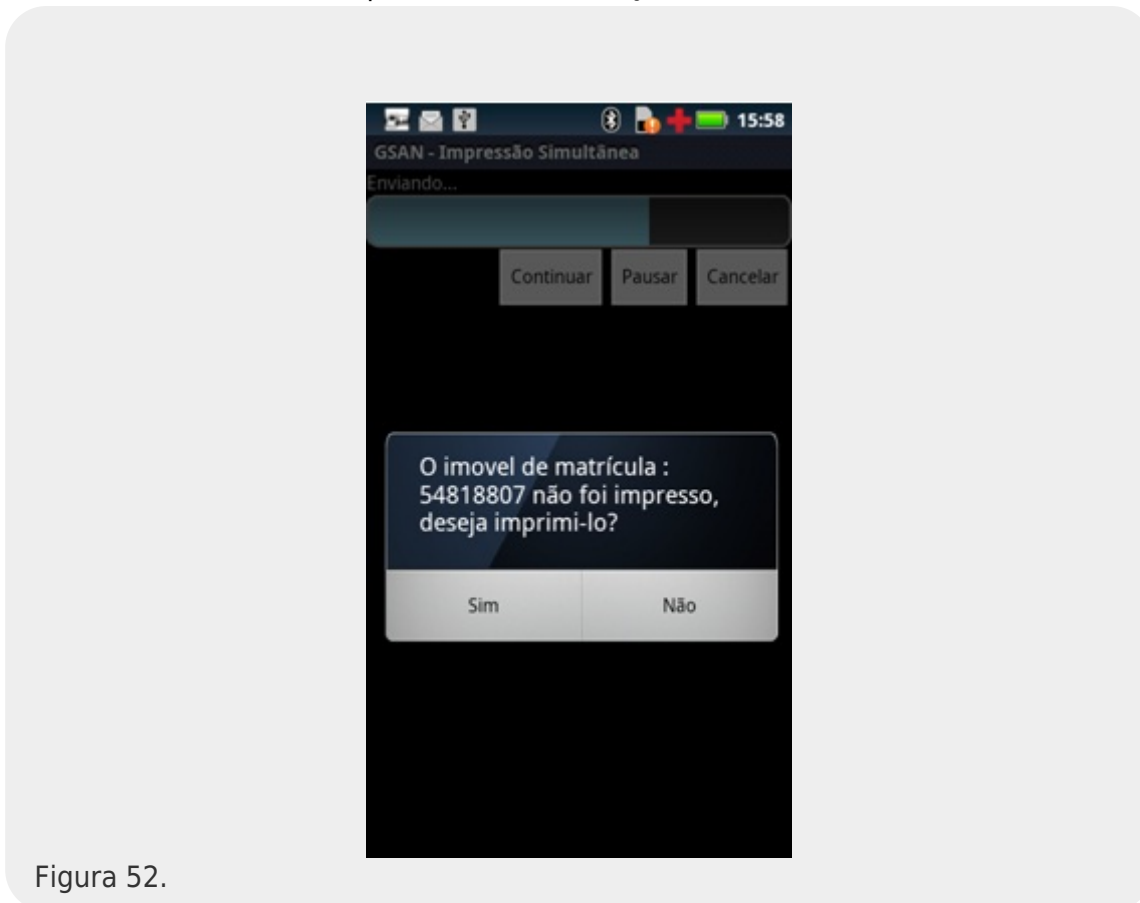 15:58
GSAN - Impressão Simultânea
Enviando...
Continuar Pausar Cancelar
O imovel de matrícula :
54818807 não foi impresso,
deseja imprimi-lo?
Sim Não
Figura 52.